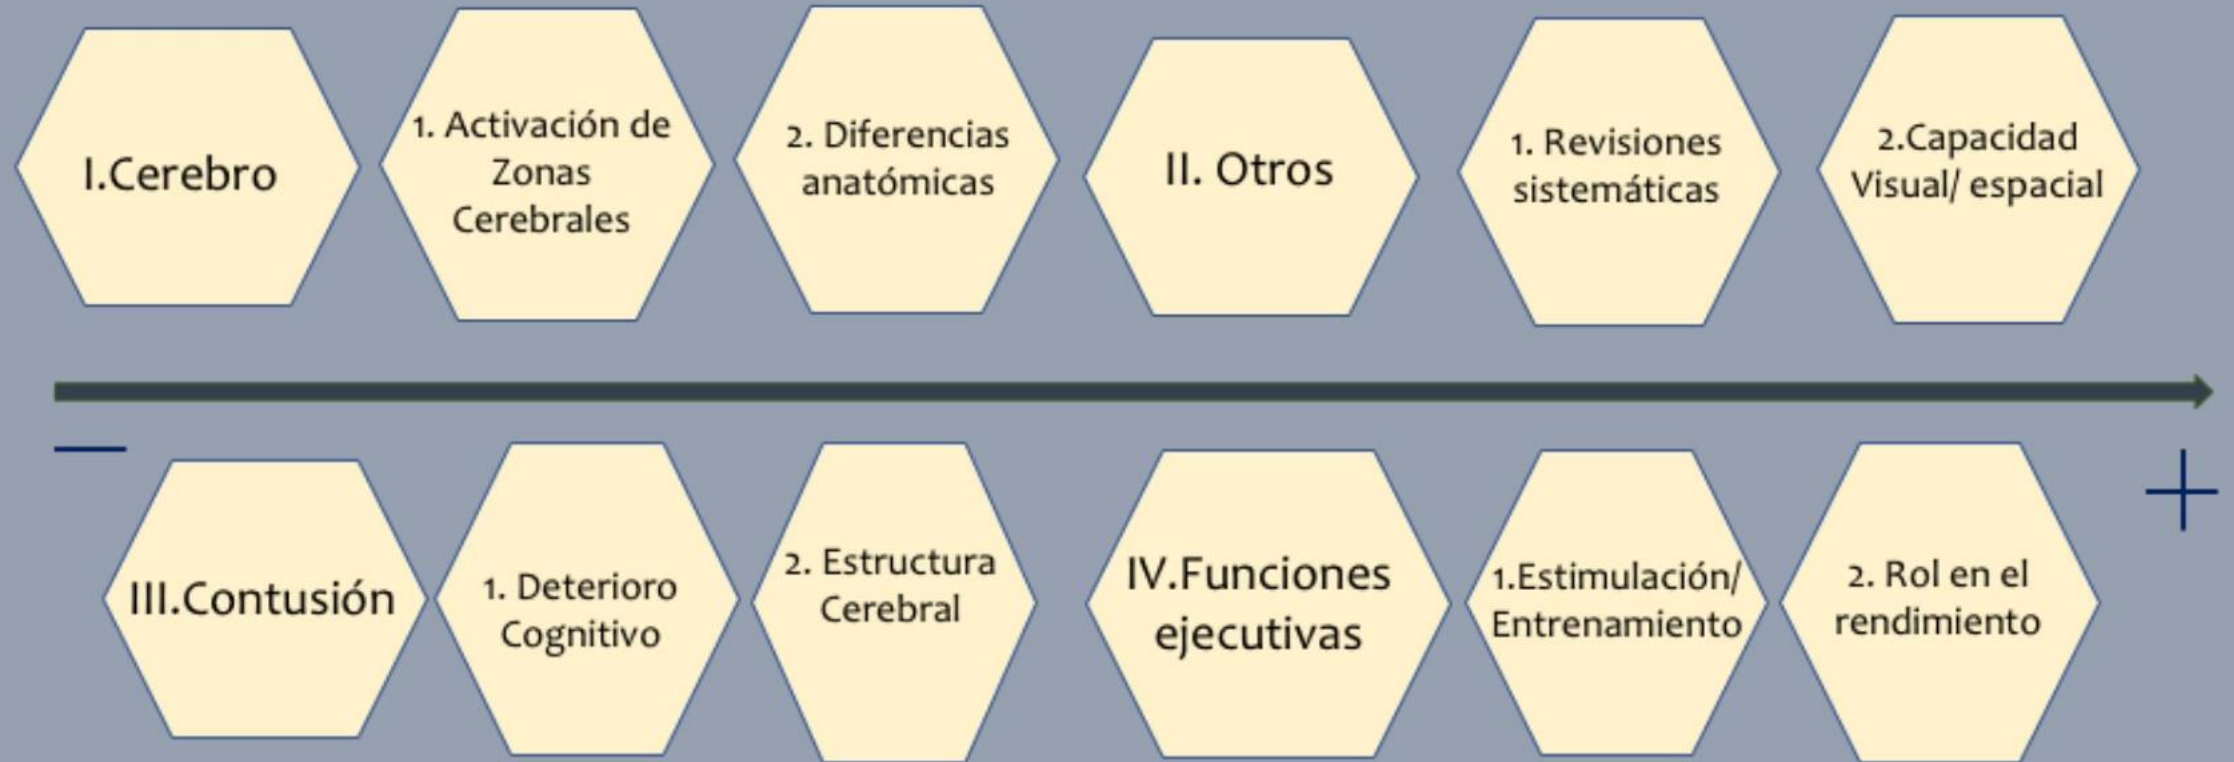 I.Cerebro
1. Activación de
Zonas
Cerebrales
2. Diferencias
anatómicas
II. Otros
1. Revisiones
sistemáticas
2.Capacidad
Visual/ espacial
III.Contusión
1. Deterioro
Cognitivo
2. Estructura
Cerebral
IV.Funciones
ejecutivas
1.Estimulación/
Entrenamiento
2. Rol en el
rendimiento